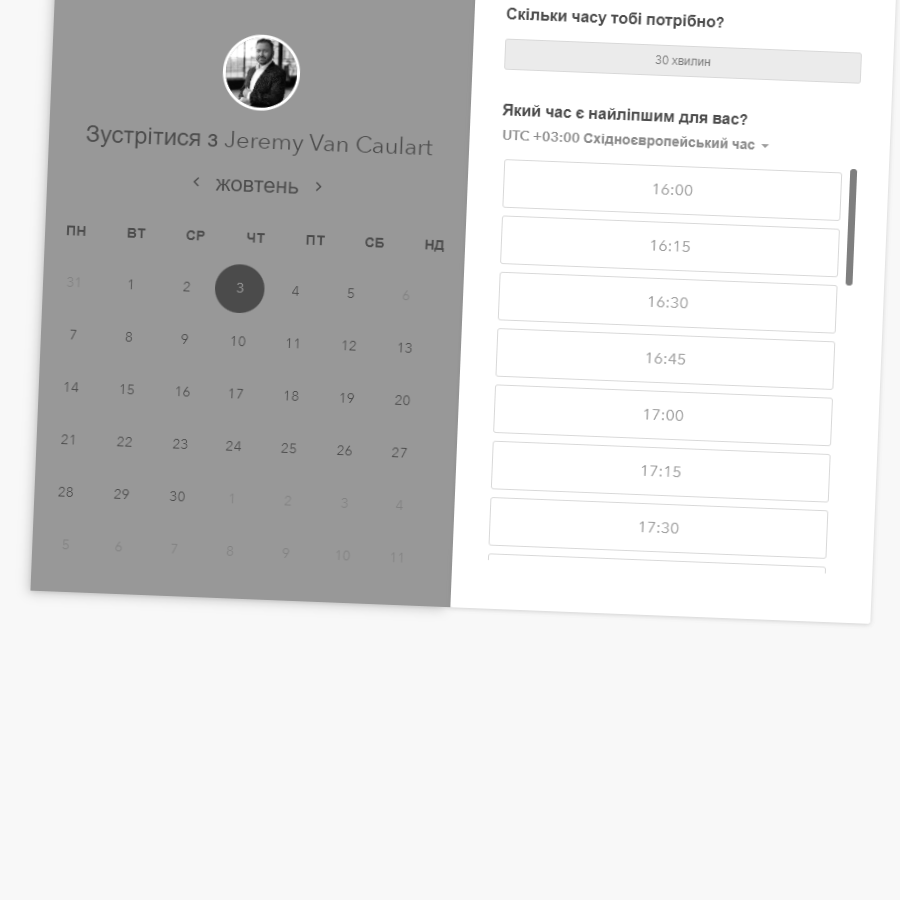 Зустрітися з Jeremy Van Caulart
жовтень
ПН ВТ СР ЧТ ПТ СБ НД
31 1 2 3 4 5 6
7 8 9 10 11 12 13
14 15 16 17 18 19 20
21 22 23 24 25 26 27
28 29 30 1 2 3 4
5 6 7 8 9 10 11
Скільки часу тобі потрібно?
30 хвилин
Який час є найліпшим для вас?
UTC +03:00 Східноєвропейський час
16:00
16:15
16:30
16:45
17:00
17:15
17:30